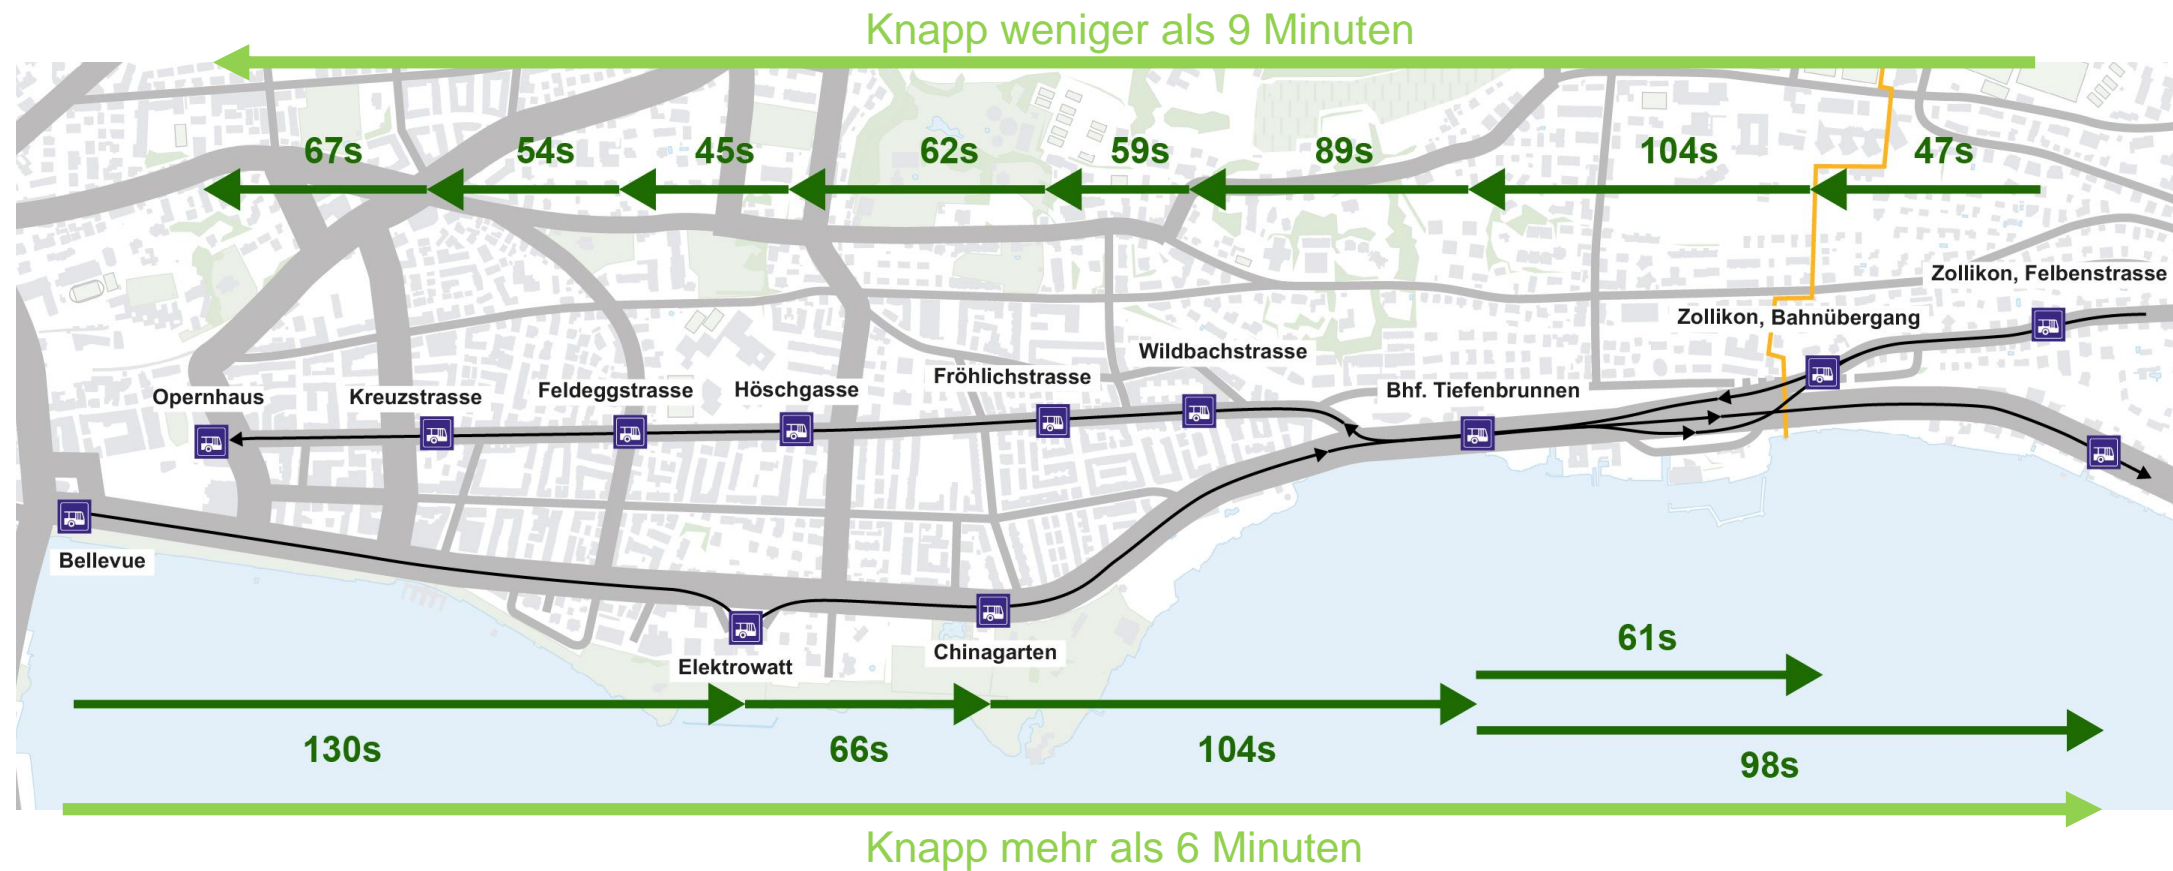 Knapp weniger als 9 Minuten
67s
54s
45s
62s
59s
89s
104s
47s
Zollikon, Felbenstrasse
Zollikon, Bahnübergang
Wildbachstrasse
Fröhlichstrasse
Bhf. Tiefenbrunnen
Höschgasse
Feldeggstrasse
Kreuzstrasse
Opernhaus
Bellevue
Elektrowatt
Chinagarten
61s
130s
66s
104s
98s
Knapp mehr als 6 Minuten